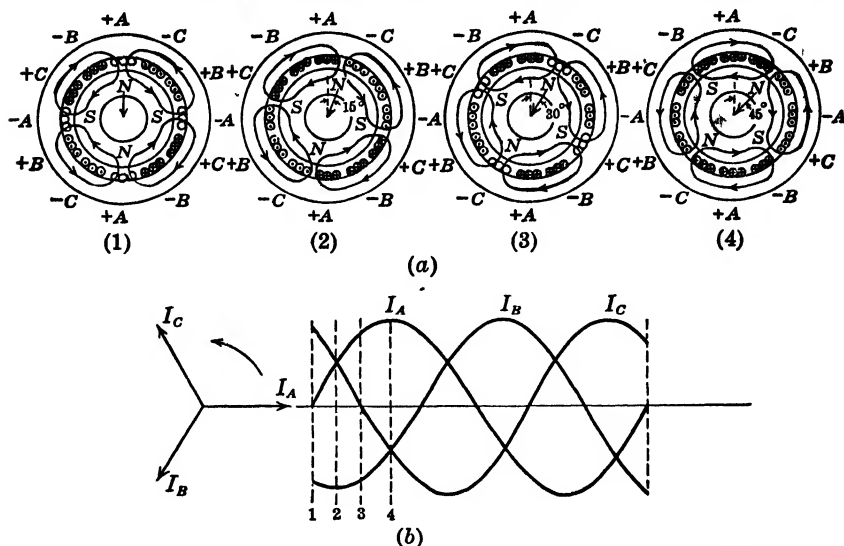 +A +A +A +A
−B −C −B −C −B −C −B −C
+C +B+C +B+C +B+C +B
N N N S N
15° 30° 45°
−A S S −A S S −A S S −A N S −A
N N N
+B +C+B +C+B +C+B +C
−C −B −C −B −C −B −C −B
+A +A +A +A
(1) (2) (3) (4)
(a)
I_C I_A I_B I_C
I_A
I_B
1 2 3 4
(b)